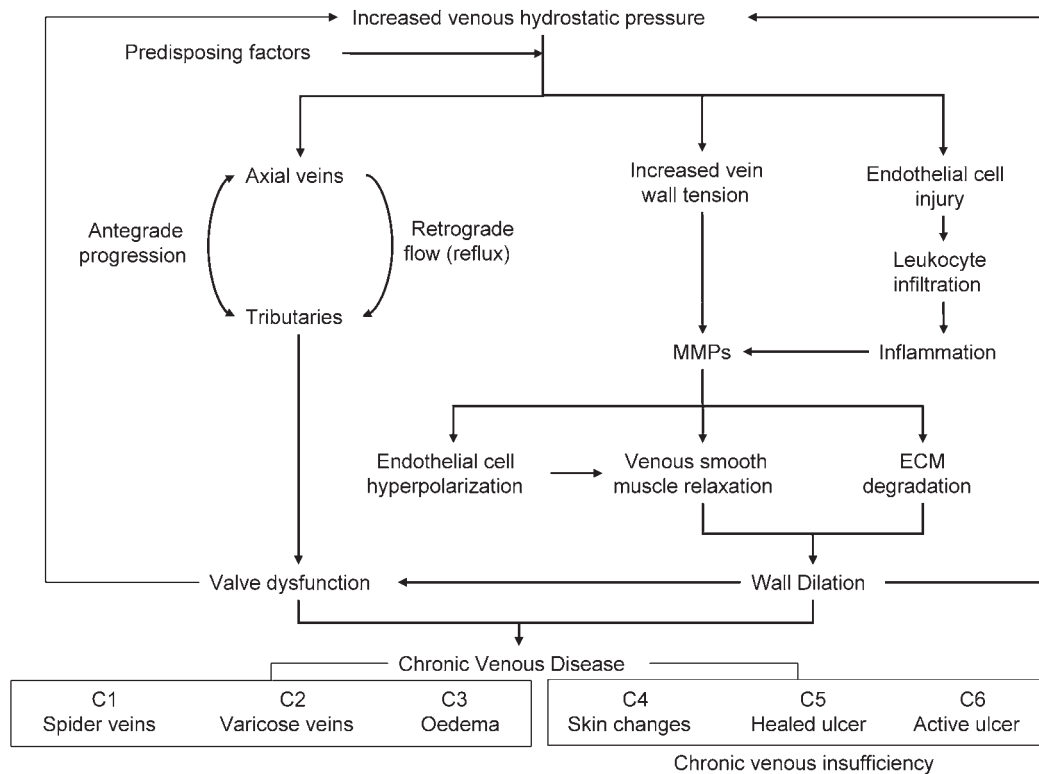 Increased venous hydrostatic pressure
Predisposing factors
Axial veins
Increased vein
wall tension
Endothelial cell
injury
Antegrade
progression
Retrograde
flow (reflux)
Leukocyte
infiltration
Tributaries
MMPs
Inflammation
Endothelial cell
hyperpolarization
Venous smooth
muscle relaxation
ECM
degradation
Valve dysfunction
Wall Dilation
Chronic Venous Disease
C1
Spider veins
C2
Varicose veins
C3
Oedema
C4
Skin changes
C5
Healed ulcer
C6
Active ulcer
Chronic venous insufficiency